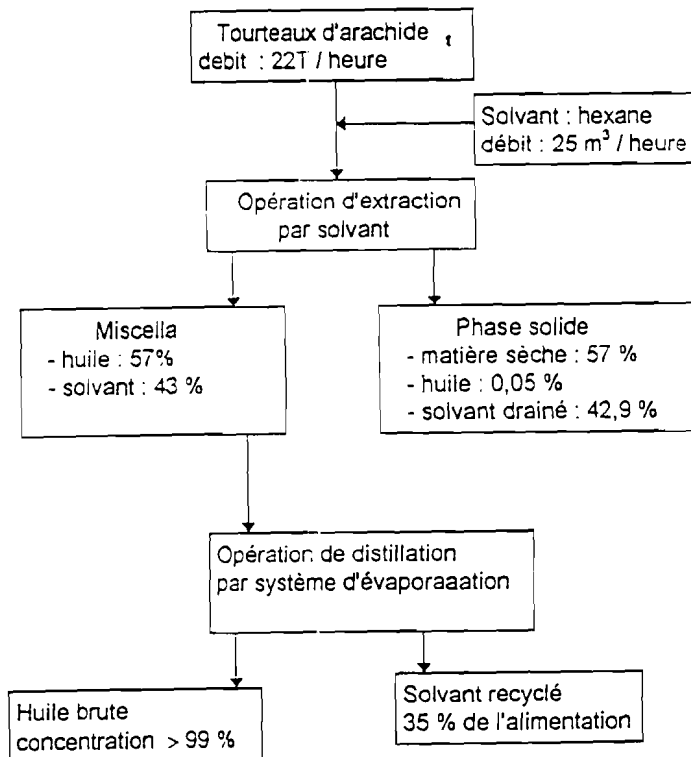 Tourteaux d'arachide
debit : 22T / heure
Solvant : hexane
débit : 25 m³ / heure
Opération d'extraction
par solvant
Miscella
- huile : 57%
- solvant : 43 %
Phase solide
- matière sèche : 57 %
- huile : 0,05 %
- solvant drainé : 42,9 %
Opération de distillation
par système d'évaporaaation
Huile brute
concentration > 99 %
Solvant recyclé
35 % de l'alimentation